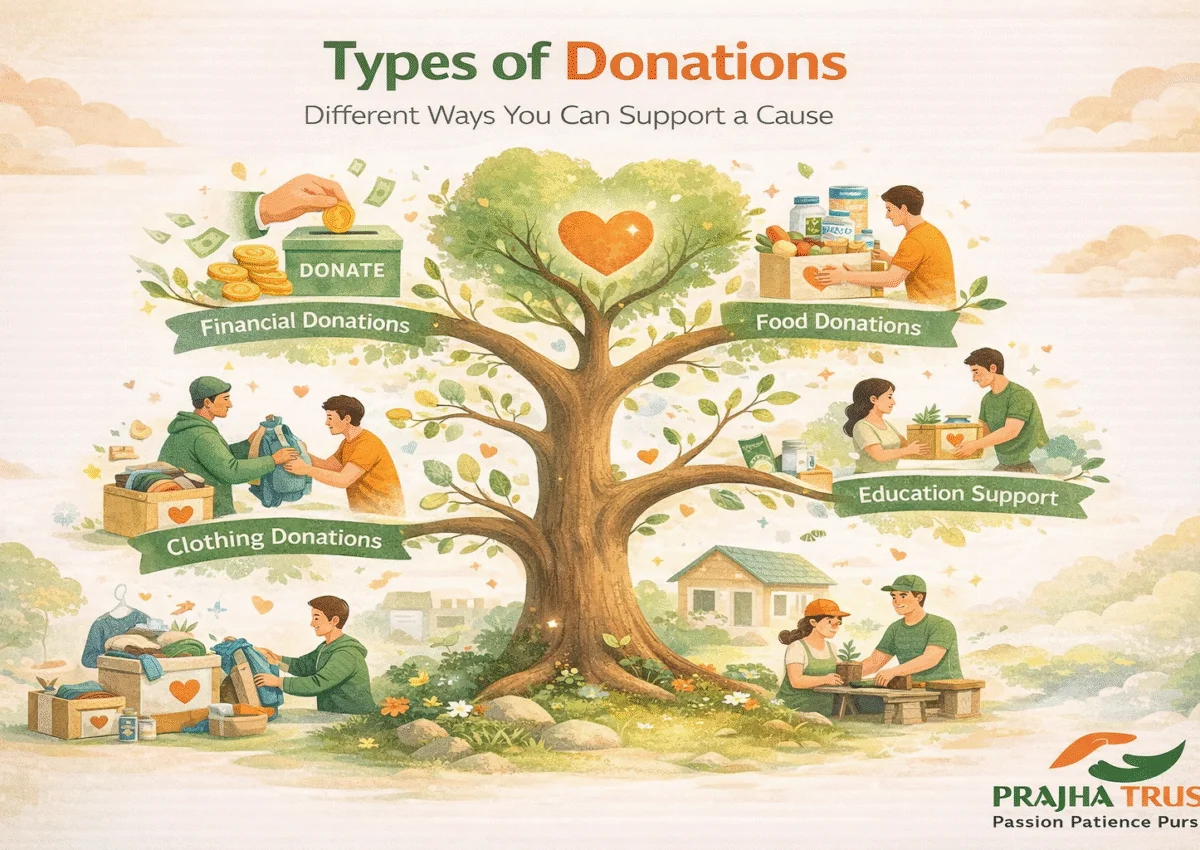 Types of Donations
Different Ways You Can Support a Cause
DONATE
Financial Donations
Food Donations
Clothing Donations
Education Support
PRAJHA TRUS
Passion Patience Purs